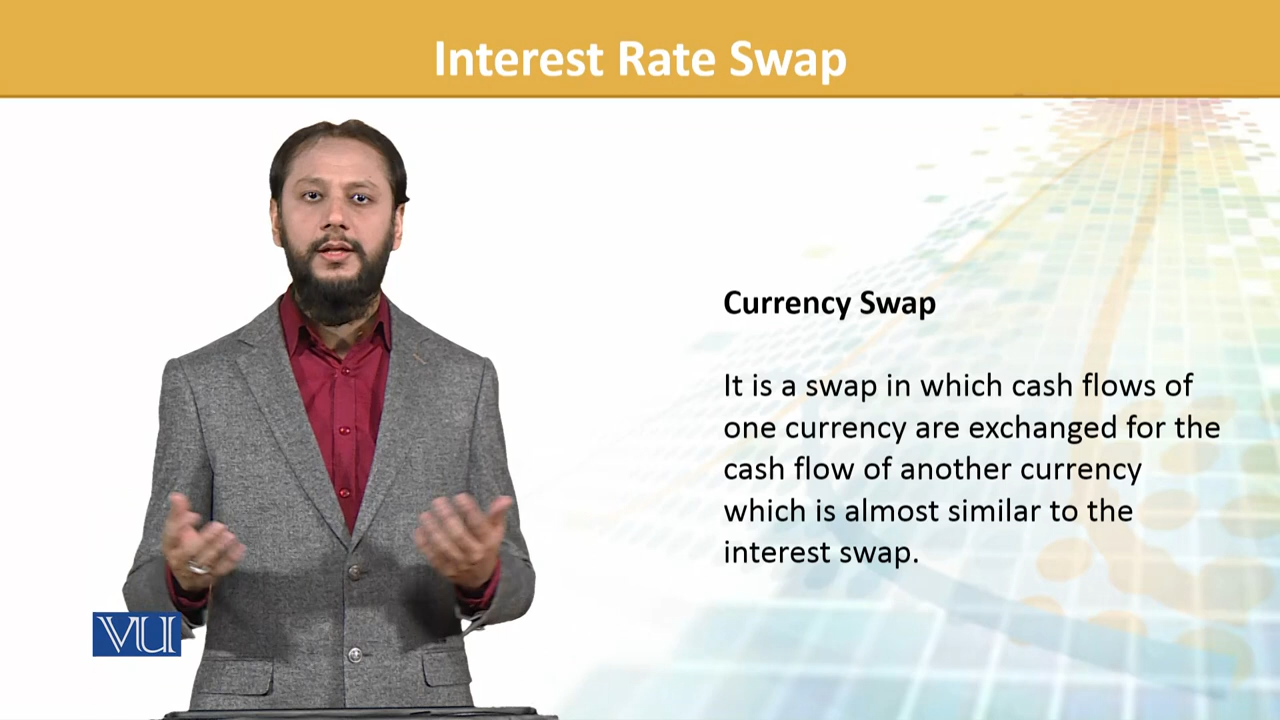 Interest Rate Swap
Currency Swap
It is a swap in which cash flows of
one currency are exchanged for the
cash flow of another currency
which is almost similar to the
interest swap.
VU